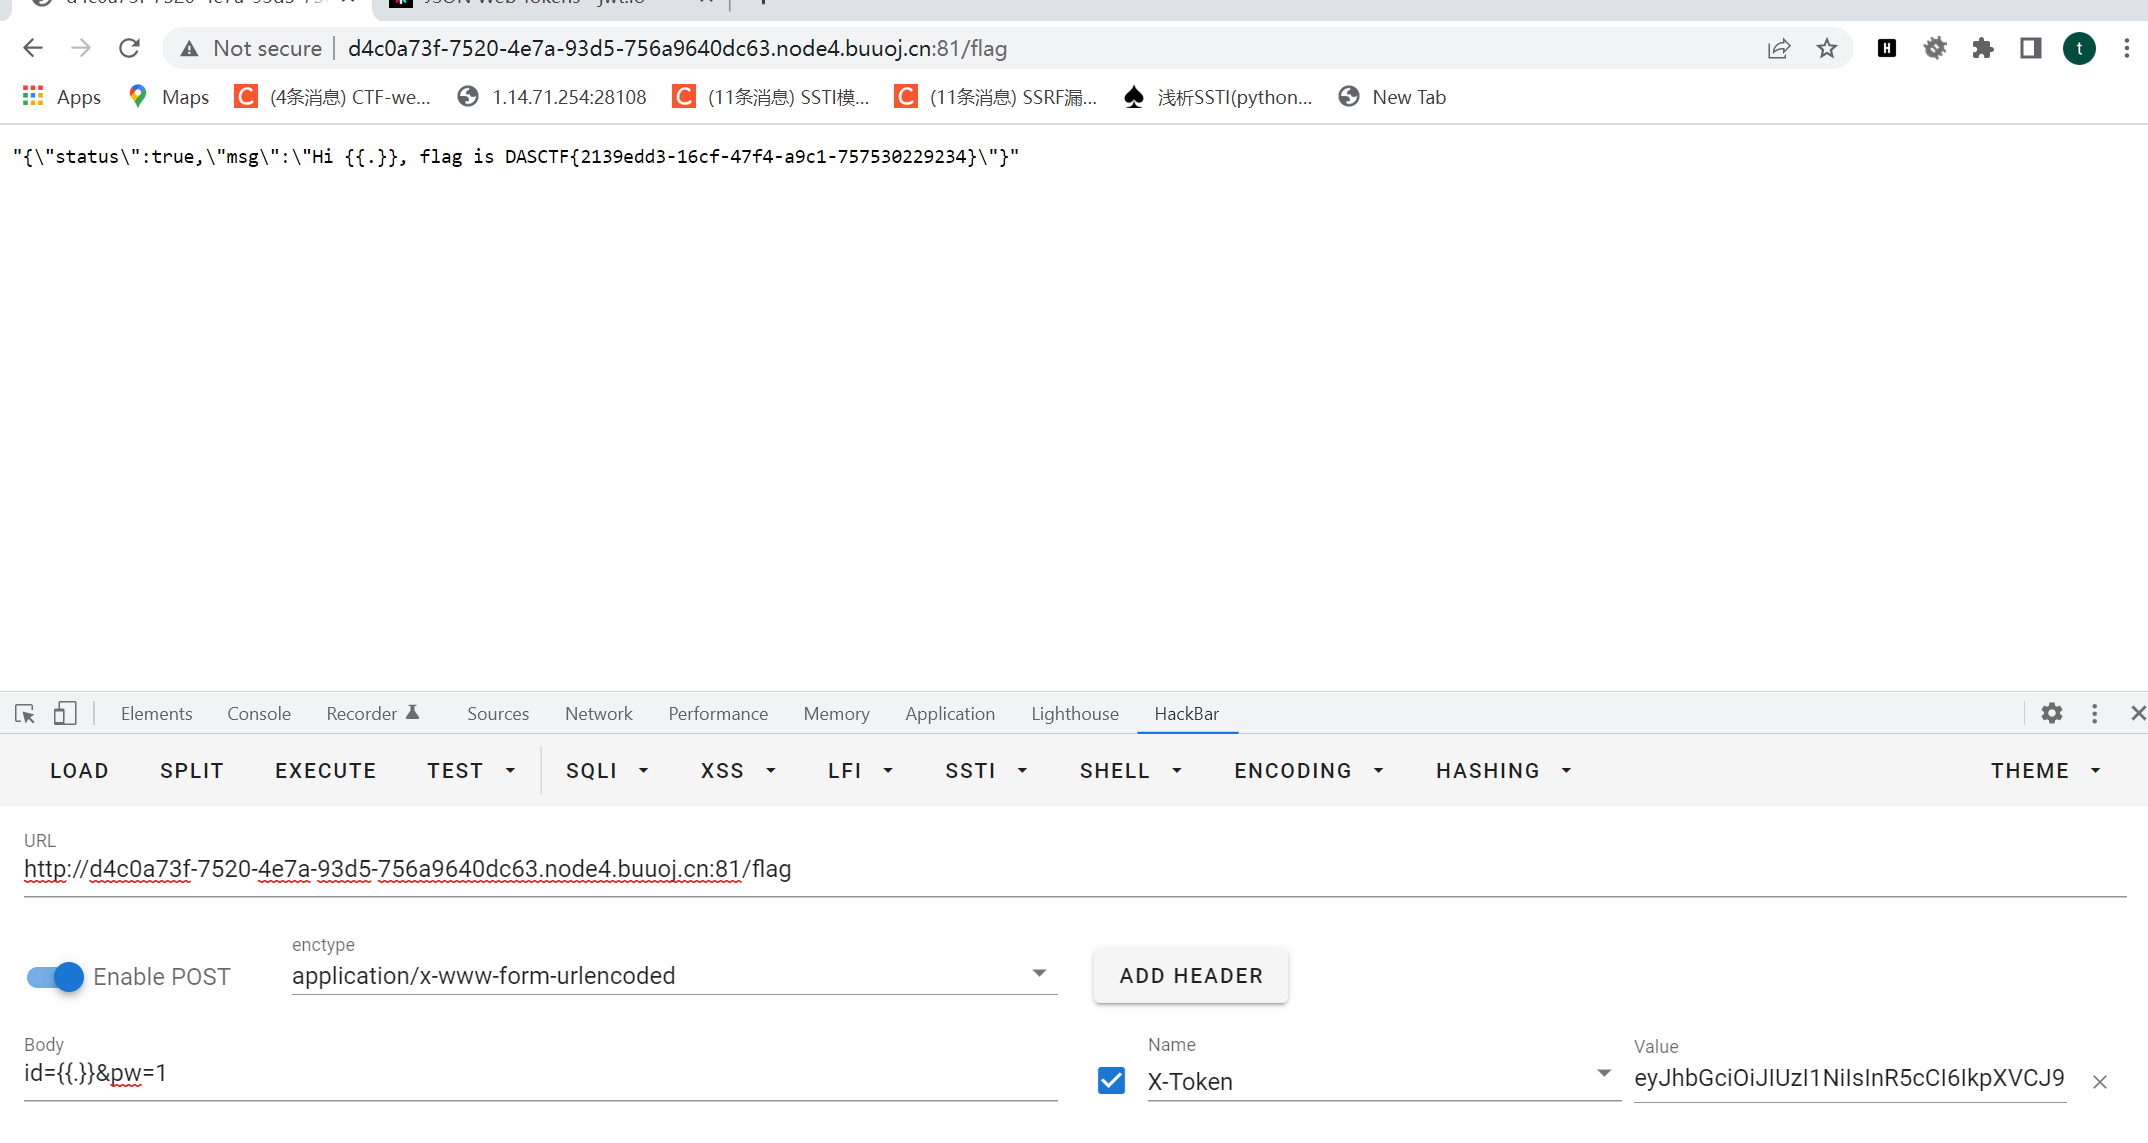 Not secure | d4c0a73f-7520-4e7a-93d5-756a9640dc63.node4.buuoj.cn:81/flag
Apps Maps (4条消息) CTF-we... 1.14.71.254:28108 (11条消息) SSTI模... (11条消息) SSRF漏... 浅析SSTI(python... New Tab
"{\"status\":true,\"msg\":\"Hi {{.}}, flag is DASCTF{2139edd3-16cf-47f4-a9c1-757530229234}\"}"
Elements Console Recorder Sources Network Performance Memory Application Lighthouse HackBar
LOAD SPLIT EXECUTE TEST SQLI XSS LFI SSTI SHELL ENCODING HASHING THEME
URL
http://d4c0a73f-7520-4e7a-93d5-756a9640dc63.node4.buuoj.cn:81/flag
Enable POST
enctype
application/x-www-form-urlencoded
ADD HEADER
Body
id={{.}}&pw=1
Name
X-Token
Value
eyJhbGciOiJIUzI1NiIsInR5cCI6IkpXVCJ9